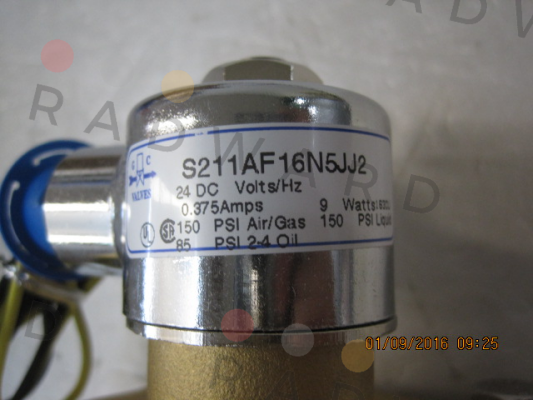 RADWARD
S211AF16N5JJ2
24 DC Volts/Hz
0.375Amps 9 Watts
150 PSI Air/Gas 150 PSI Liquid
85 PSI 2-4 Oil
VALVES
01/09/2016 09:25